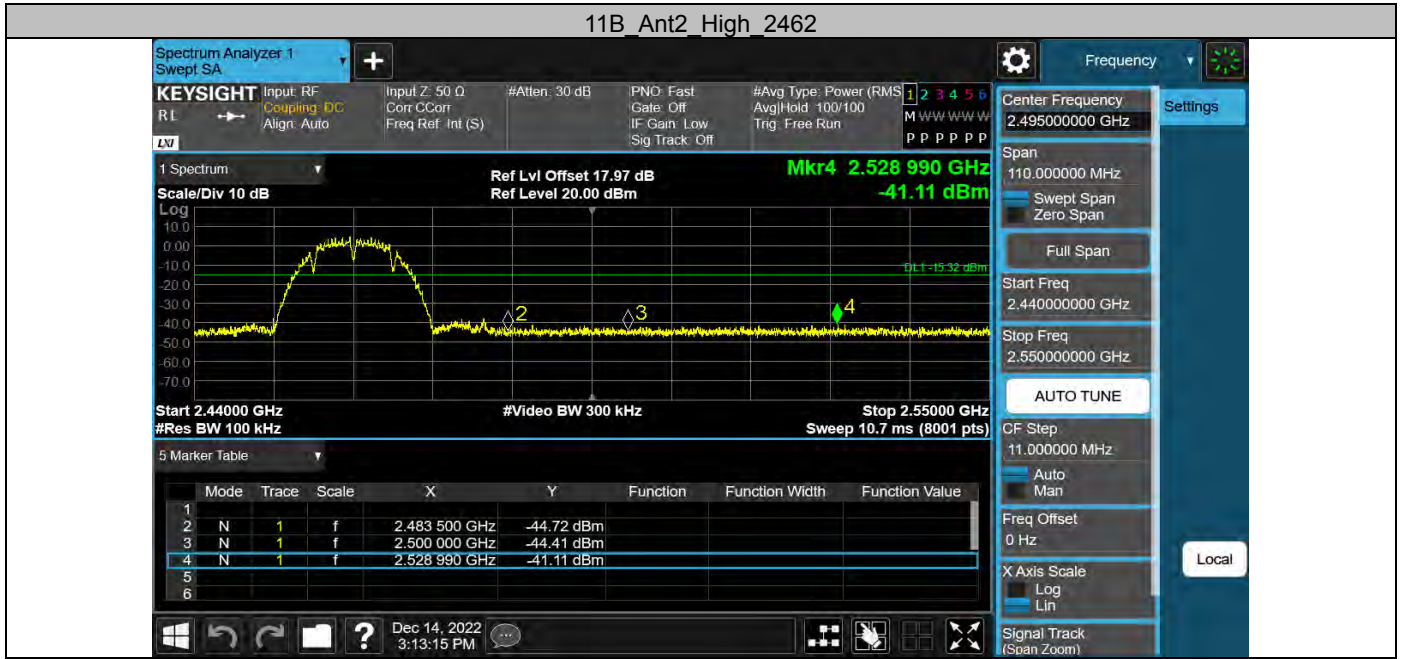 11B_Ant2_High_2462
Spectrum Analyzer 1
Swept SA
+
Frequency
KEYSIGHT
RL
LXI
Input: RF
Coupling: DC
Align: Auto
Input Z: 50 Ω
Corr CCorr
Freq Ref: Int (S)
#Atten: 30 dB
PNO: Fast
Gate: Off
IF Gain: Low
Sig Track: Off
#Avg Type: Power (RMS
Avg|Hold: 100/100
Trig: Free Run
1 2 3 4 5 6
M W W W W W
P P P P P P
Center Frequency
2.495000000 GHz
Settings
1 Spectrum
Scale/Div 10 dB
Ref Lvl Offset 17.97 dB
Ref Level 20.00 dBm
Mkr4 2.528 990 GHz
-41.11 dBm
Span
110.000000 MHz
Swept Span
Zero Span
Full Span
Start Freq
2.440000000 GHz
Stop Freq
2.550000000 GHz
AUTO TUNE
CF Step
11.000000 MHz
Auto
Man
Freq Offset
0 Hz
X Axis Scale
Log
Lin
Signal Track
(Span Zoom)
Local
Log
10.0
0.00
-10.0
-20.0
-30.0
-40.0
-50.0
-60.0
-70.0
DL1 -15.32 dBm
2
3
4
Start 2.44000 GHz
#Video BW 300 kHz
Stop 2.55000 GHz
#Res BW 100 kHz
Sweep 10.7 ms (8001 pts)
5 Marker Table
Mode Trace Scale X Y Function Function Width Function Value
1
2 N 1 f 2.483 500 GHz -44.72 dBm
3 N 1 f 2.500 000 GHz -44.41 dBm
4 N 1 f 2.528 990 GHz -41.11 dBm
5
6
?
Dec 14, 2022
3:13:15 PM